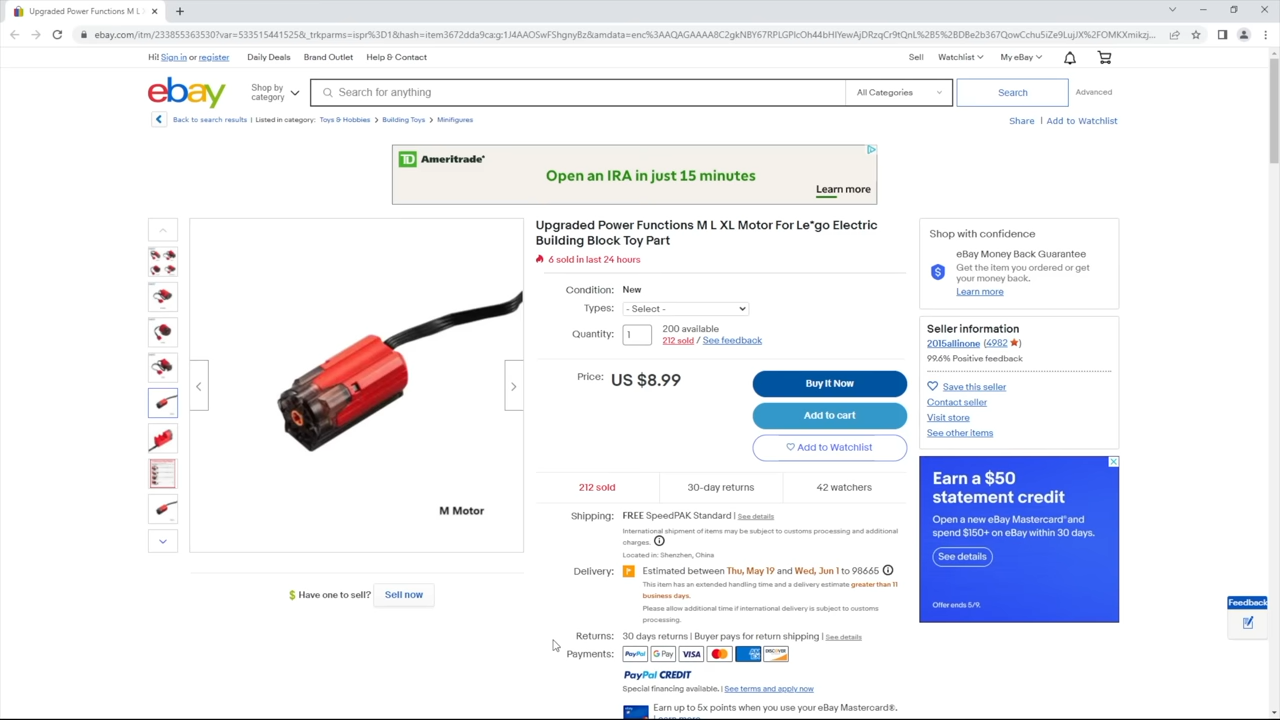 Upgraded Power Functions M L X
ebay.com/itm/233855363530?var=533515441525&_trkparms=ispr%3D1&hash=item3672dda9ca:g:1J4AAOSwFShgnyBz&amdata=enc%3AAQAGAAAA8C2gkNBY67RPLGPIcOh44bHIYewAjDRzqCr9tQnL%2B5%2BDBe2b367QowCchu5iZe9LujJX%2FOMKXmikzj...
Hi! Sign in or register
Daily Deals
Brand Outlet
Help & Contact
Sell
Watchlist
My eBay
ebay
Shop by
category
Search for anything
All Categories
Search
Advanced
Back to search results
Listed in category:
Toys & Hobbies
Building Toys
Minifigures
Share
Add to Watchlist
TD Ameritrade
Open an IRA in just 15 minutes
Learn more
Upgraded Power Functions M L XL Motor For Le*go Electric
Building Block Toy Part
6 sold in last 24 hours
Condition: New
Types: - Select -
Quantity: 1
200 available
212 sold / See feedback
Price: US $8.99
Buy It Now
Add to cart
Add to Watchlist
212 sold
30-day returns
42 watchers
M Motor
Have one to sell?
Sell now
Shipping: FREE SpeedPAK Standard | See details
International shipment of items may be subject to customs processing and additional
charges.
Located in: Shenzhen, China
Delivery: Estimated between Thu, May 19 and Wed, Jun 1 to 98665
This item has an extended handling time and a delivery estimate greater than 11
business days.
Please allow additional time if international delivery is subject to customs
processing.
Returns: 30 days returns | Buyer pays for return shipping | See details
Payments: PayPal G Pay VISA DISCOVER
PayPal CREDIT
Special financing available. | See terms and apply now
Earn up to 5x points when you use your eBay Mastercard®.
Learn more
Shop with confidence
eBay Money Back Guarantee
Get the item you ordered or get
your money back.
Learn more
Seller information
2015allinone (4982)
99.6% Positive feedback
Save this seller
Contact seller
Visit store
See other items
Earn a $50
statement credit
Open a new eBay Mastercard® and
spend $150+ on eBay within 30 days.
See details
Offer ends 5/9.
Feedback